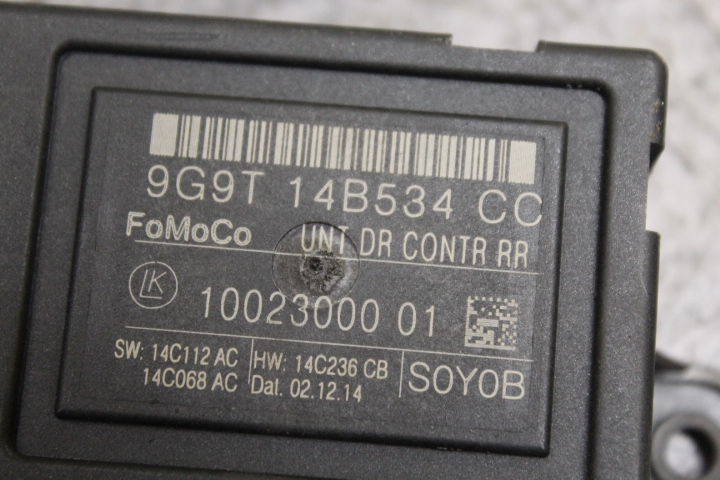 9G9T 14B534 CC
FoMoCo UNT DR CONTR RR
LK 10023000 01
SW: 14C112 AC HW: 14C236 CB SOYOB
14C068 AC Dat. 02.12.14